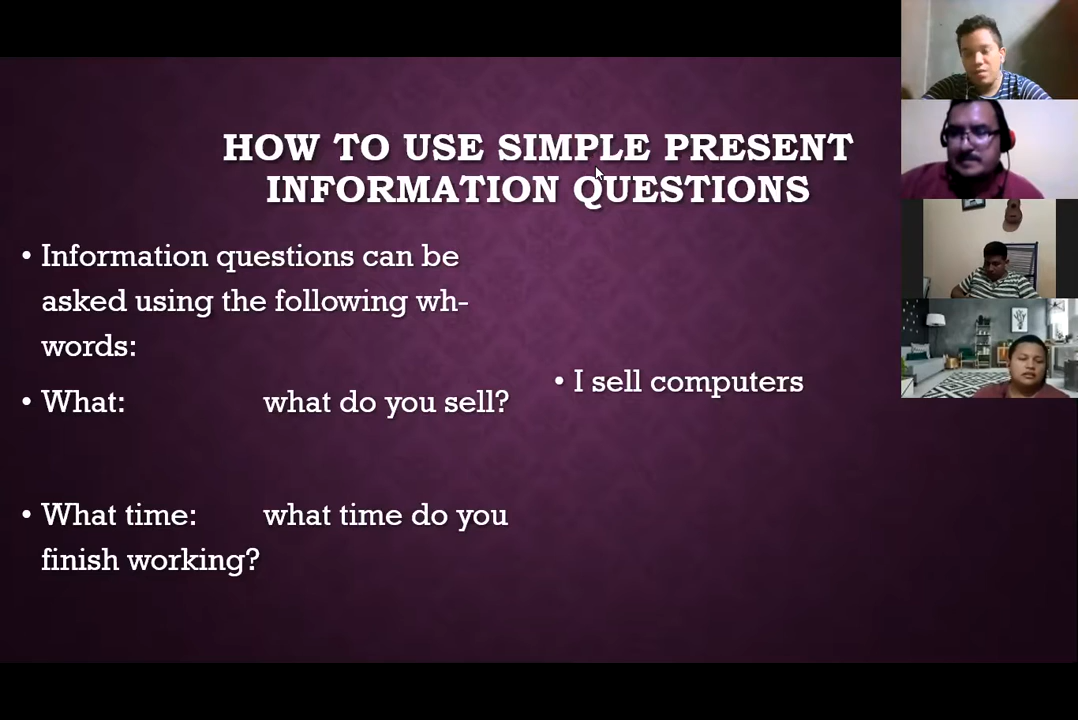 HOW TO USE SIMPLE PRESENT
INFORMATION QUESTIONS
• Information questions can be
asked using the following wh-
words:
• What: what do you sell?
• I sell computers
• What time: what time do you
finish working?